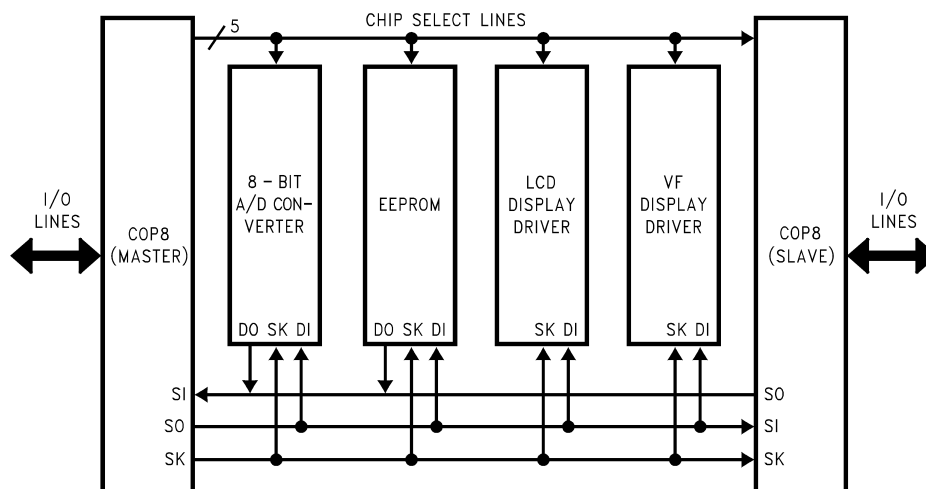 CHIP SELECT LINES
5
I/O
LINES
COP8
(MASTER)
8 – BIT
A/D CON–
VERTER
EEPROM
LCD
DISPLAY
DRIVER
VF
DISPLAY
DRIVER
COP8
(SLAVE)
I/O
LINES
DO SK DI
DO SK DI
SK DI
SK DI
SI
SO
SO
SI
SK
SK